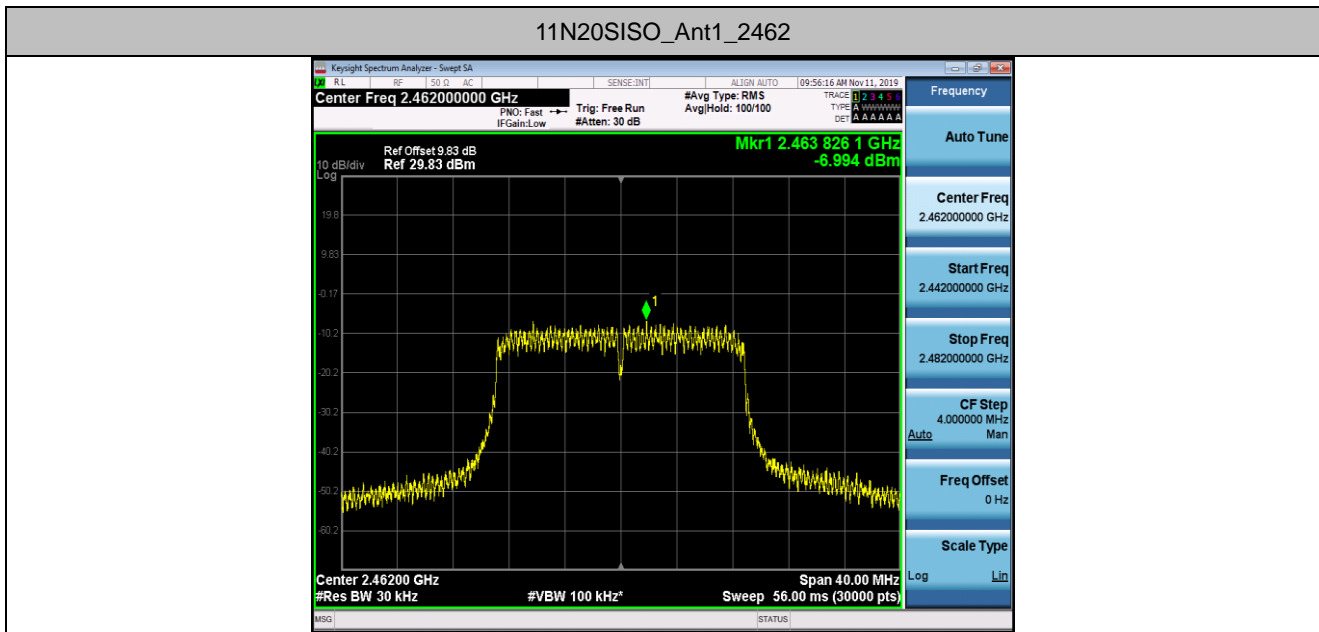 11N20SISO_Ant1_2462
Keysight Spectrum Analyzer - Swept SA
RL RF 50 Ω AC SENSE:INT ALIGN AUTO 09:56:16 AM Nov 11, 2019
Center Freq 2.462000000 GHz
PNO: Fast
IFGain:Low
Trig: Free Run
#Atten: 30 dB
#Avg Type: RMS
Avg|Hold: 100/100
TRACE 1 2 3 4 5 6
TYPE A WWWWW
DET A A A A A A
Frequency
Mkr1 2.463 826 1 GHz
-6.994 dBm
Ref Offset 9.83 dB
10 dB/div Ref 29.83 dBm
Log
19.8
9.83
-0.17
-10.2
-20.2
-30.2
-40.2
-50.2
-60.2
1
Center 2.46200 GHz
Span 40.00 MHz
#Res BW 30 kHz
#VBW 100 kHz*
Sweep 56.00 ms (30000 pts)
Auto Tune
Center Freq
2.462000000 GHz
Start Freq
2.442000000 GHz
Stop Freq
2.482000000 GHz
CF Step
4.000000 MHz
Auto Man
Freq Offset
0 Hz
Scale Type
Log Lin
MSG STATUS